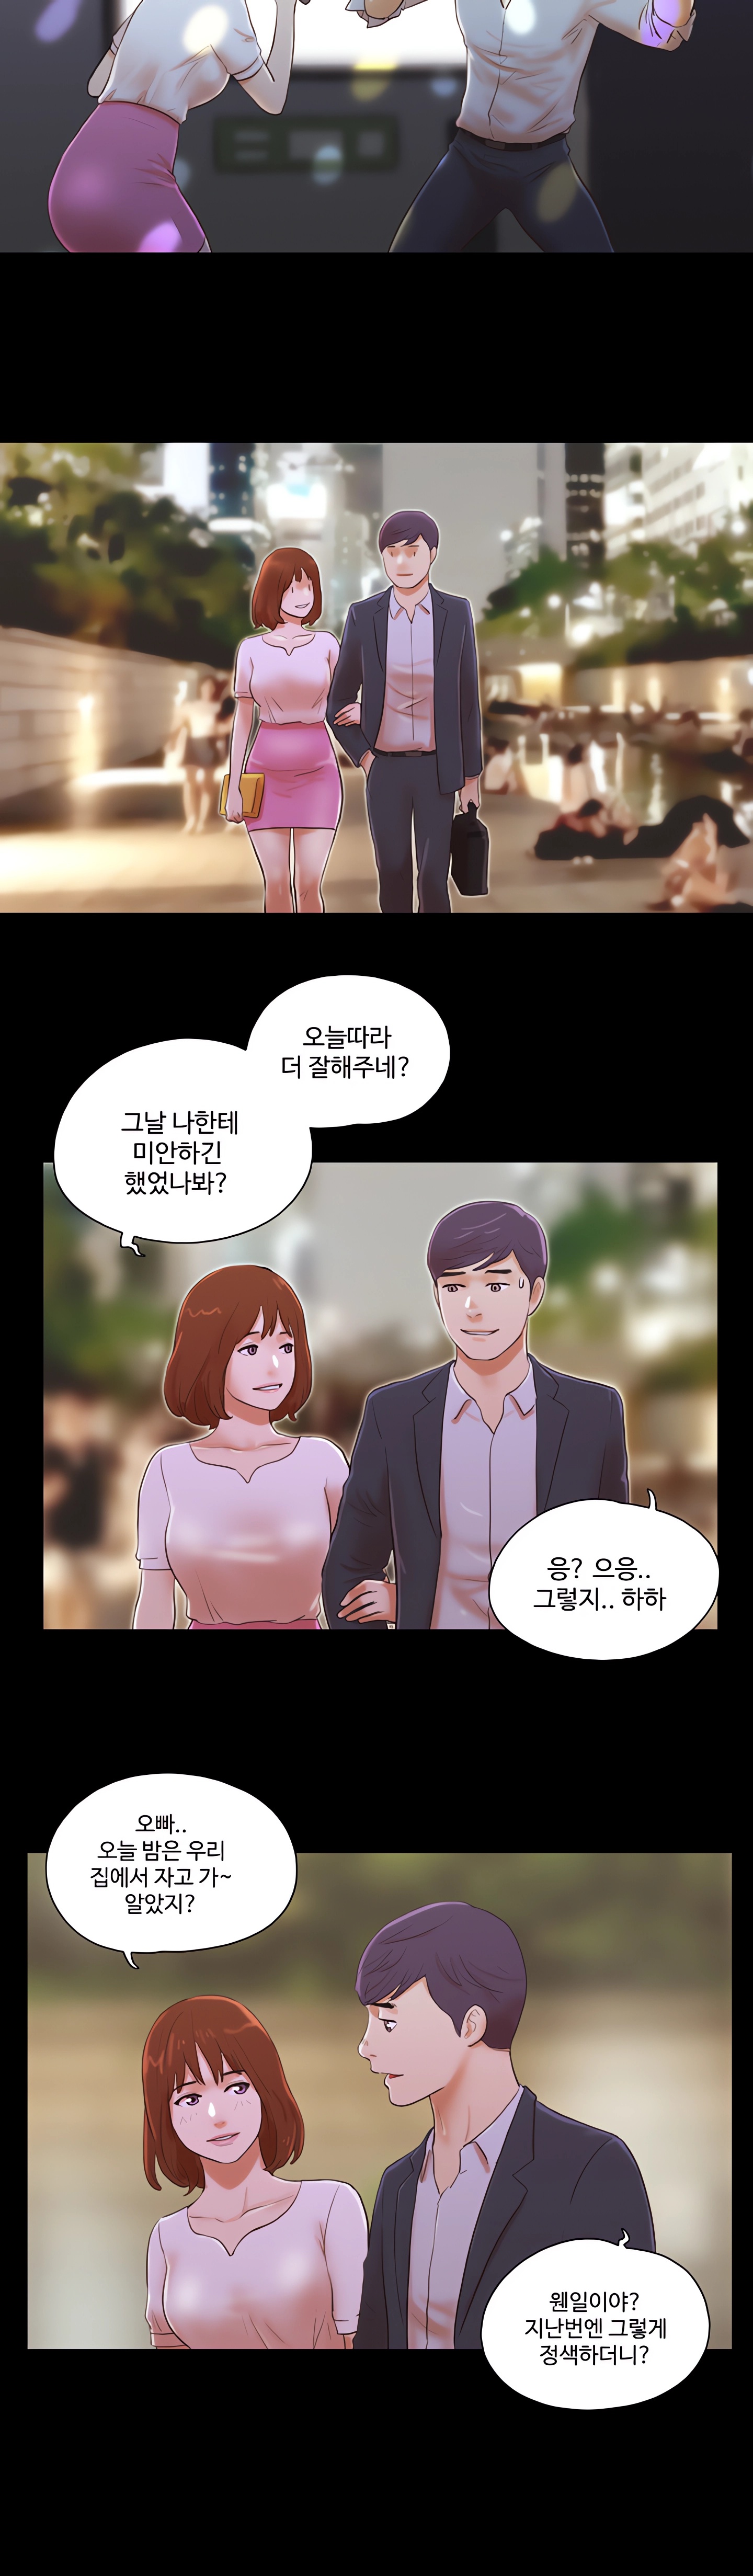 오늘따라
더 잘해주네?
그날 나한테
미안하긴
했었나봐?
응? 으응..
그렇지.. 하하
오빠..
오늘 밤은 우리
집에서 자고 가~
알았지?
웬일이야?
지난번엔 그렇게
정색하더니?